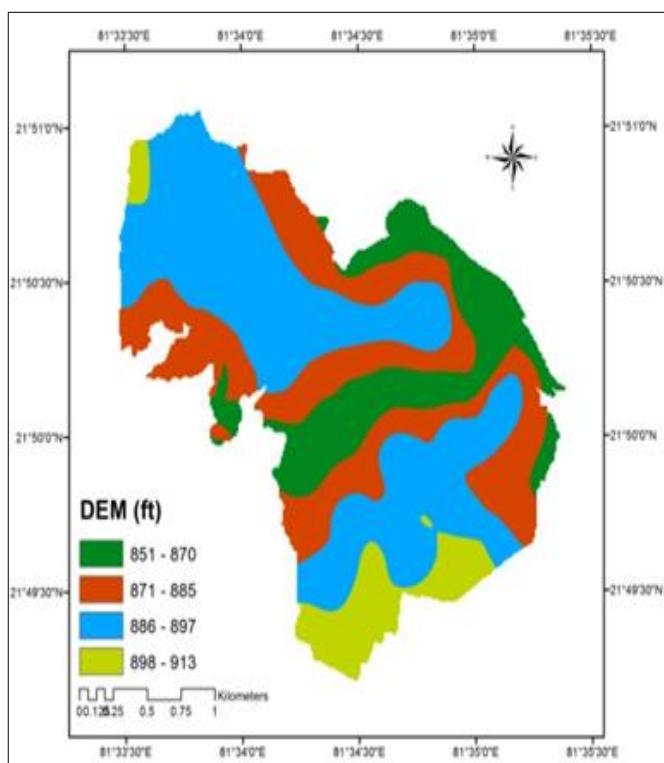 81°33'30"E 81°34'0"E 81°34'30"E 81°35'0"E 81°35'30"E
21°51'0"N 21°51'0"N
21°50'30"N 21°50'30"N
21°50'0"N 21°50'0"N
DEM (ft)
851 - 870
871 - 885
886 - 897
898 - 913
21°49'30"N 21°49'30"N
Kilometers
0.5 0.75 1
81°33'30"E 81°34'0"E 81°34'30"E 81°35'0"E 81°35'30"E